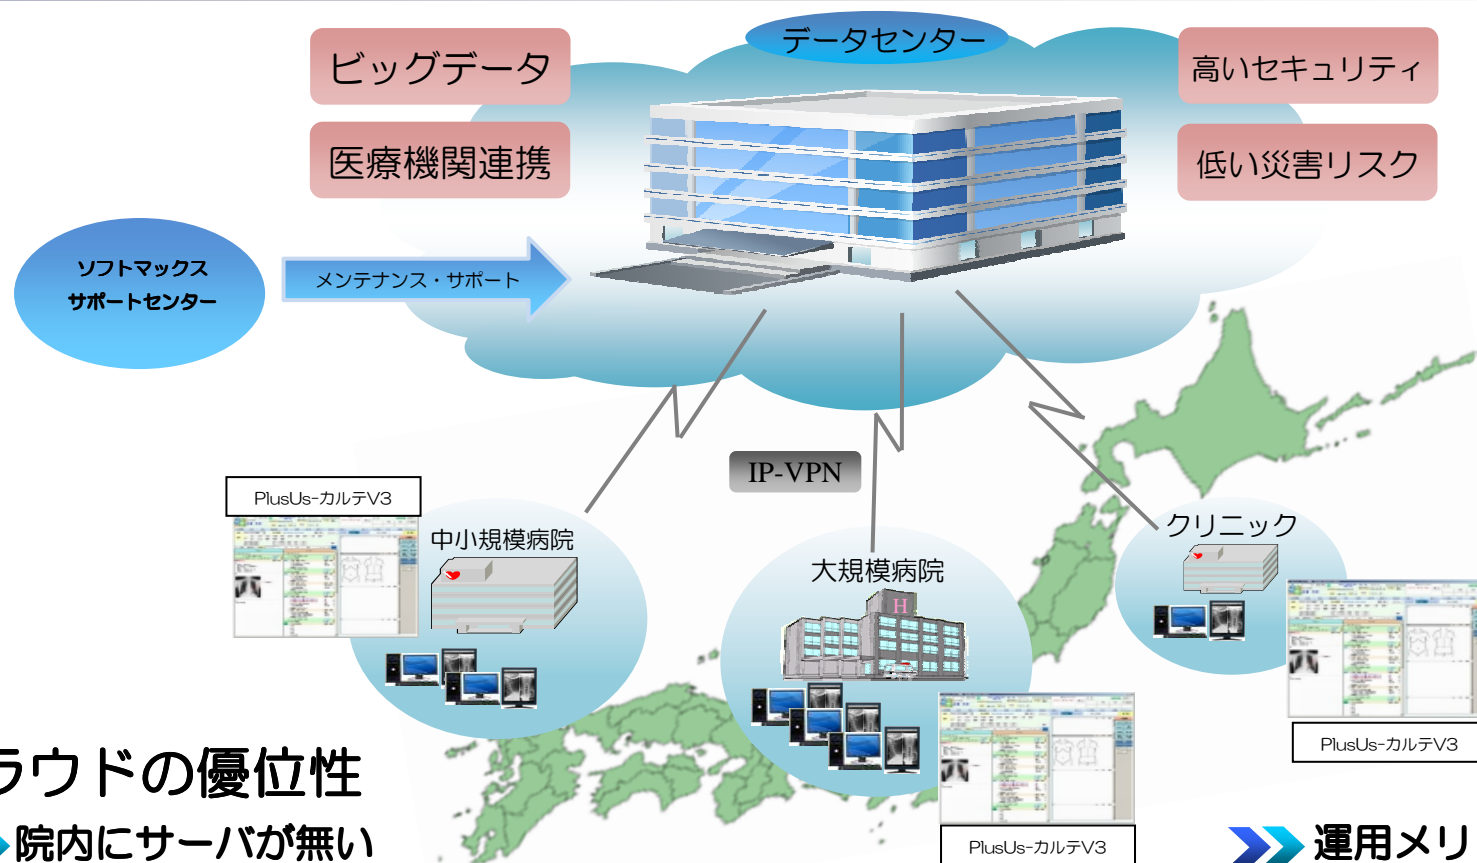 データセンター
ビッグデータ
高いセキュリティ
医療機関連携
低い災害リスク
ソフトマックス
サポートセンター
メンテナンス・サポート
IP-VPN
PlusUs-カルテV3
中小規模病院
大規模病院
H
クリニック
PlusUs-カルテV3
PlusUs-カルテV3
ラウドの優位性
院内にサーバが無い
運用メリ